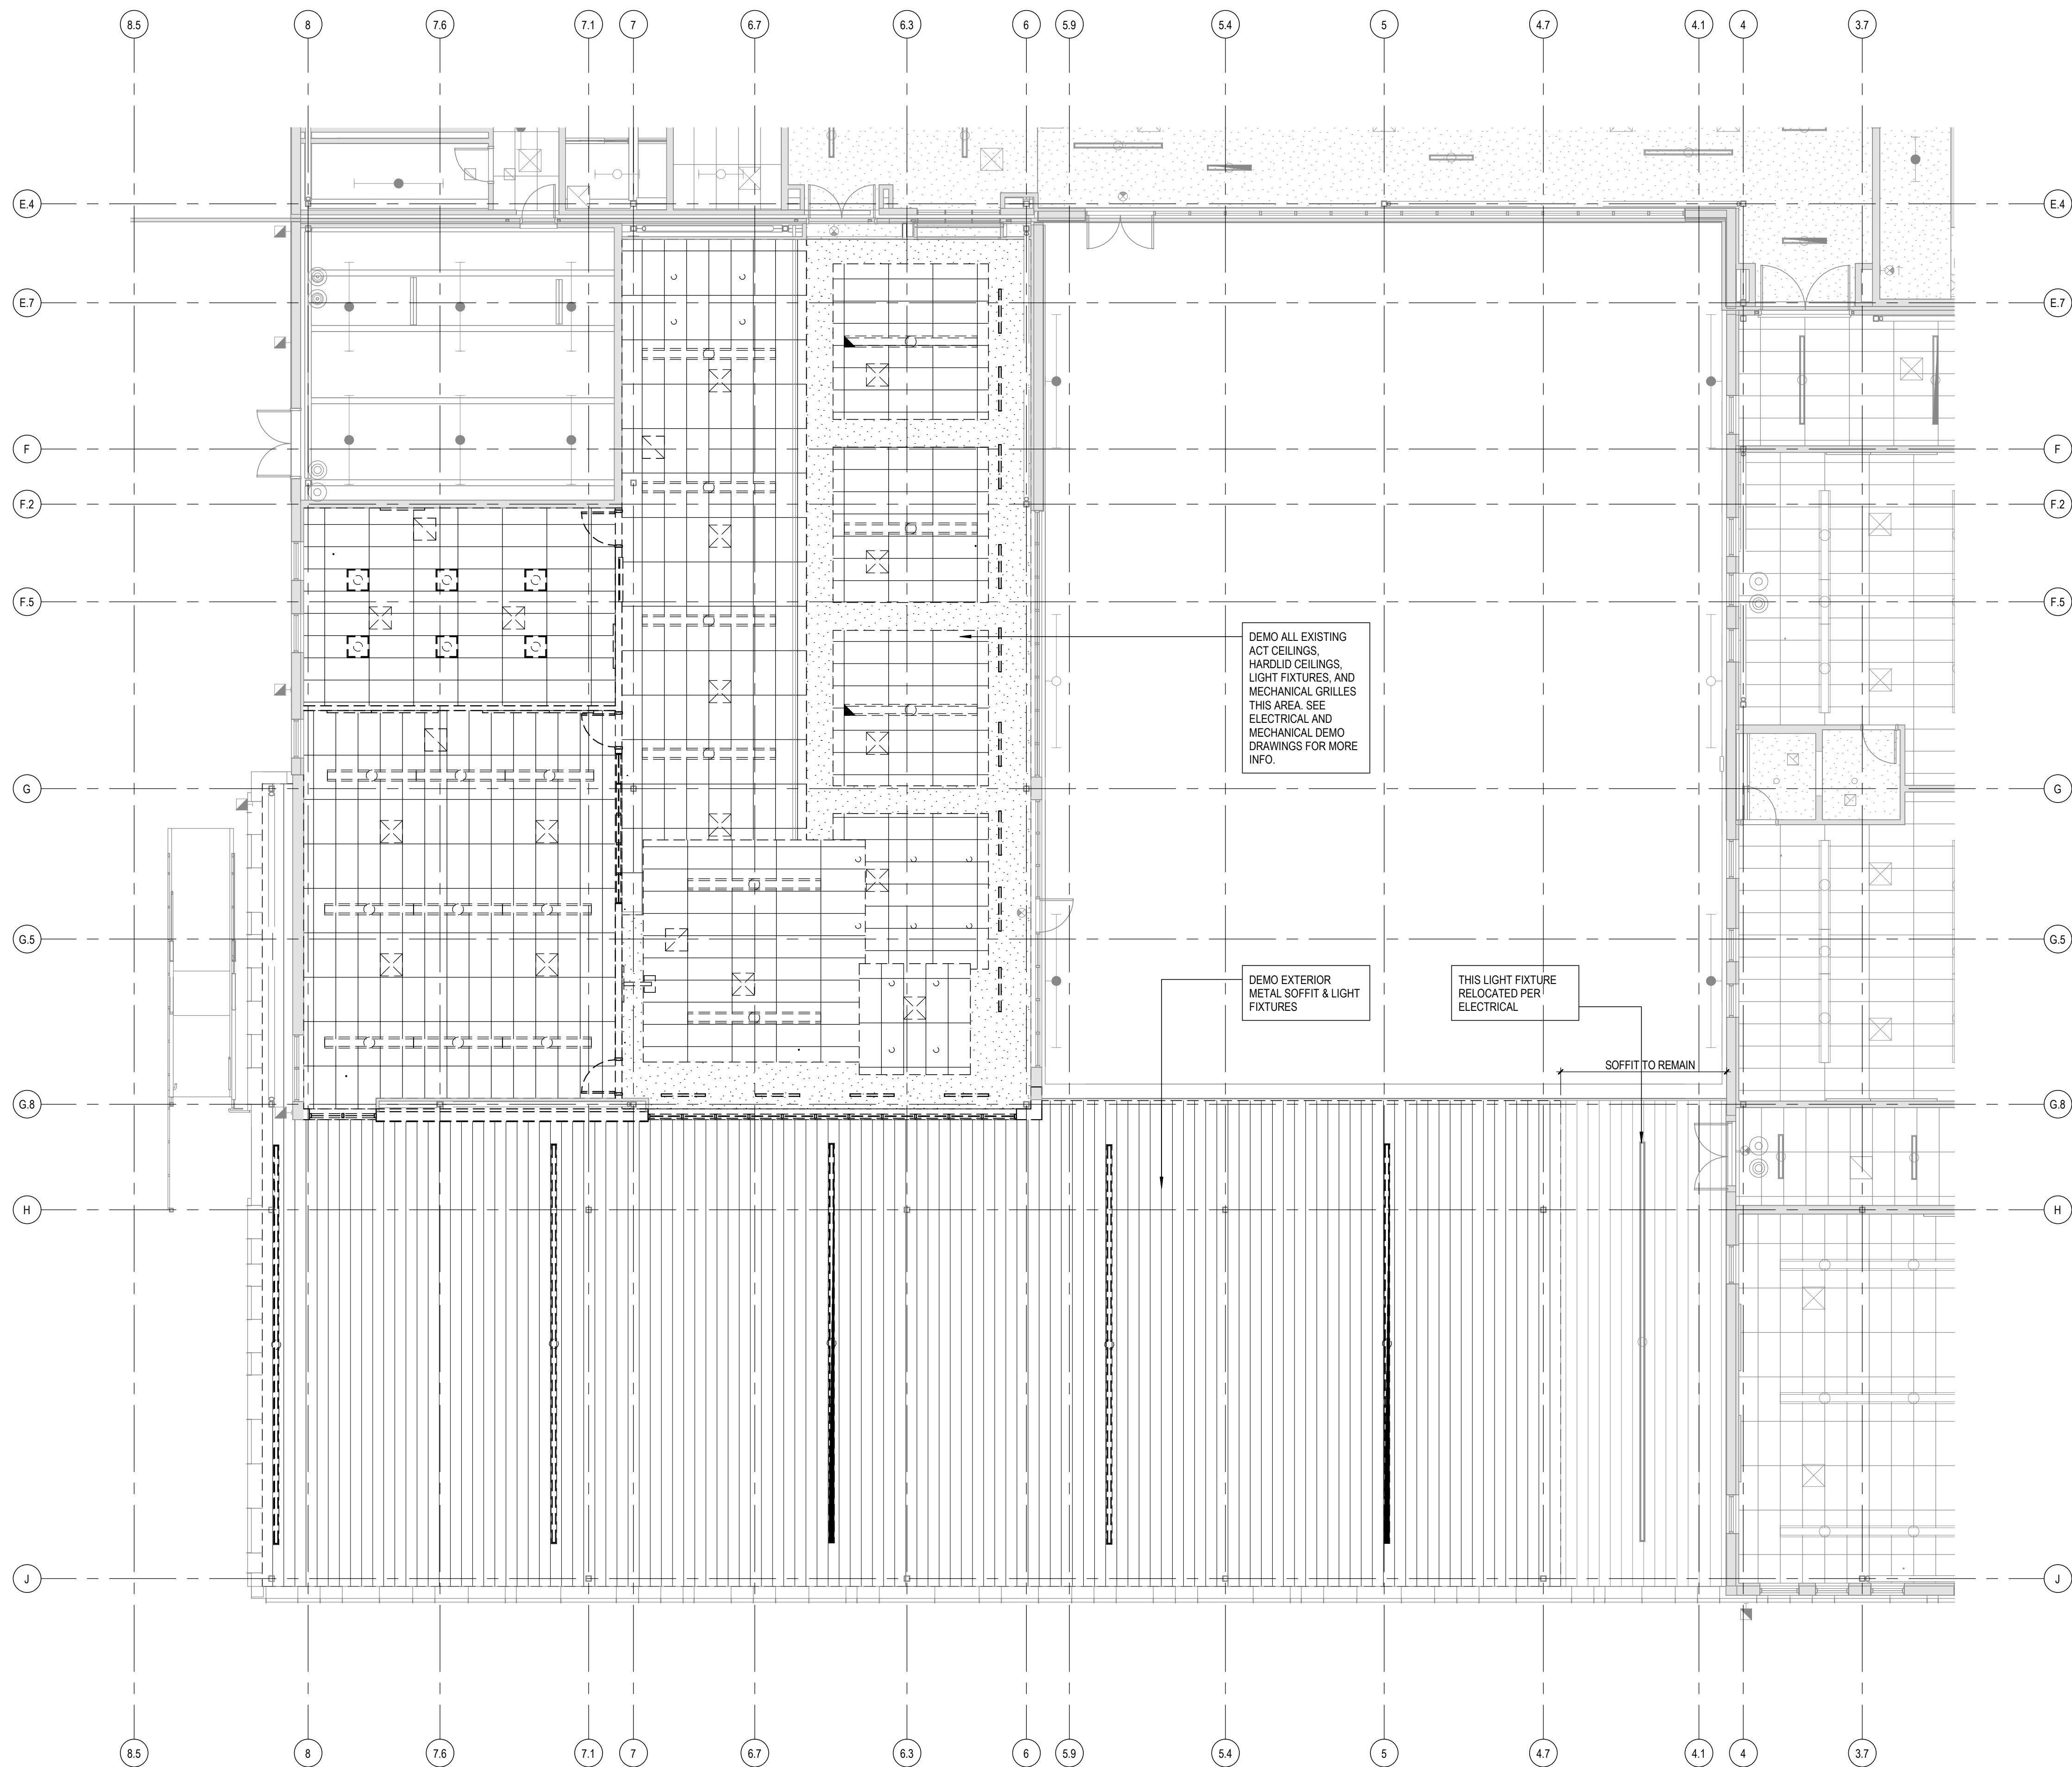 8.5 8 7.6 7.1 7 6.7 6.3 6 5.9 5.4 5 4.7 4.1 4 3.7
E.4 E.4
E.7 E.7
F F
F.2 F.2
F.5 F.5
DEMO ALL EXISTING
ACT CEILINGS,
HARDLID CEILINGS,
LIGHT FIXTURES, AND
MECHANICAL GRILLES
THIS AREA. SEE
ELECTRICAL AND
MECHANICAL DEMO
DRAWINGS FOR MORE
INFO.
G G
G.5 G.5
DEMO EXTERIOR
METAL SOFFIT & LIGHT
FIXTURES
THIS LIGHT FIXTURE
RELOCATED PER
ELECTRICAL
SOFFIT TO REMAIN
G.8 G.8
H H
J J
8.5 8 7.6 7.1 7 6.7 6.3 6 5.9 5.4 5 4.7 4.1 4 3.7